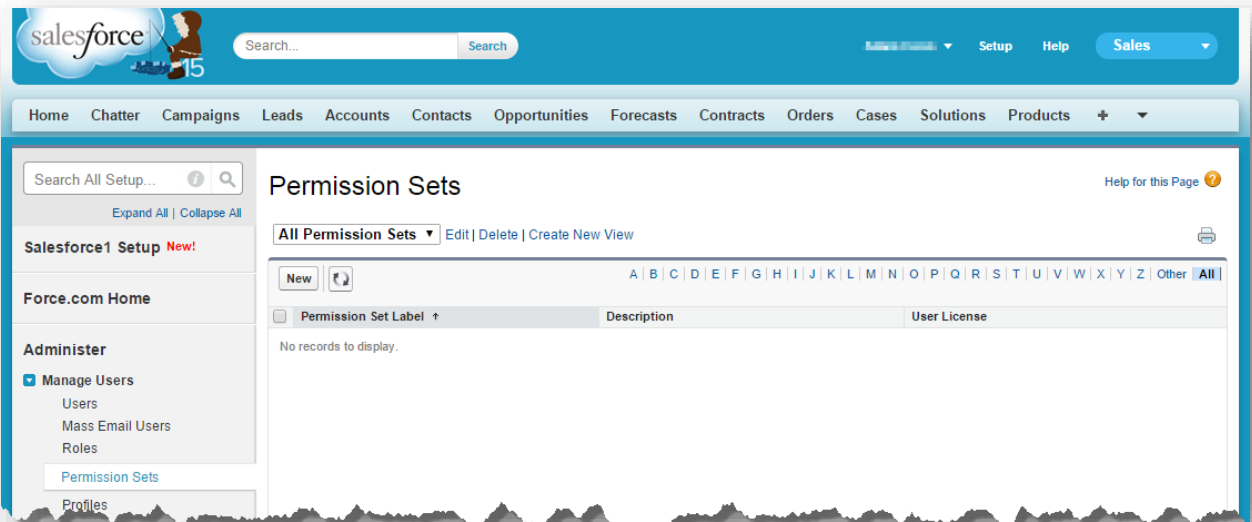 salesforce
15
Search...
Search
Setup
Help
Sales
Home Chatter Campaigns Leads Accounts Contacts Opportunities Forecasts Contracts Orders Cases Solutions Products +
Search All Setup...
Expand All | Collapse All
Salesforce1 Setup New!
Force.com Home
Administer
Manage Users
Users
Mass Email Users
Roles
Permission Sets
Profiles
Permission Sets
Help for this Page ?
All Permission Sets Edit | Delete | Create New View
New
A | B | C | D | E | F | G | H | I | J | K | L | M | N | O | P | Q | R | S | T | U | V | W | X | Y | Z | Other All
Permission Set Label ↑ Description User License
No records to display.